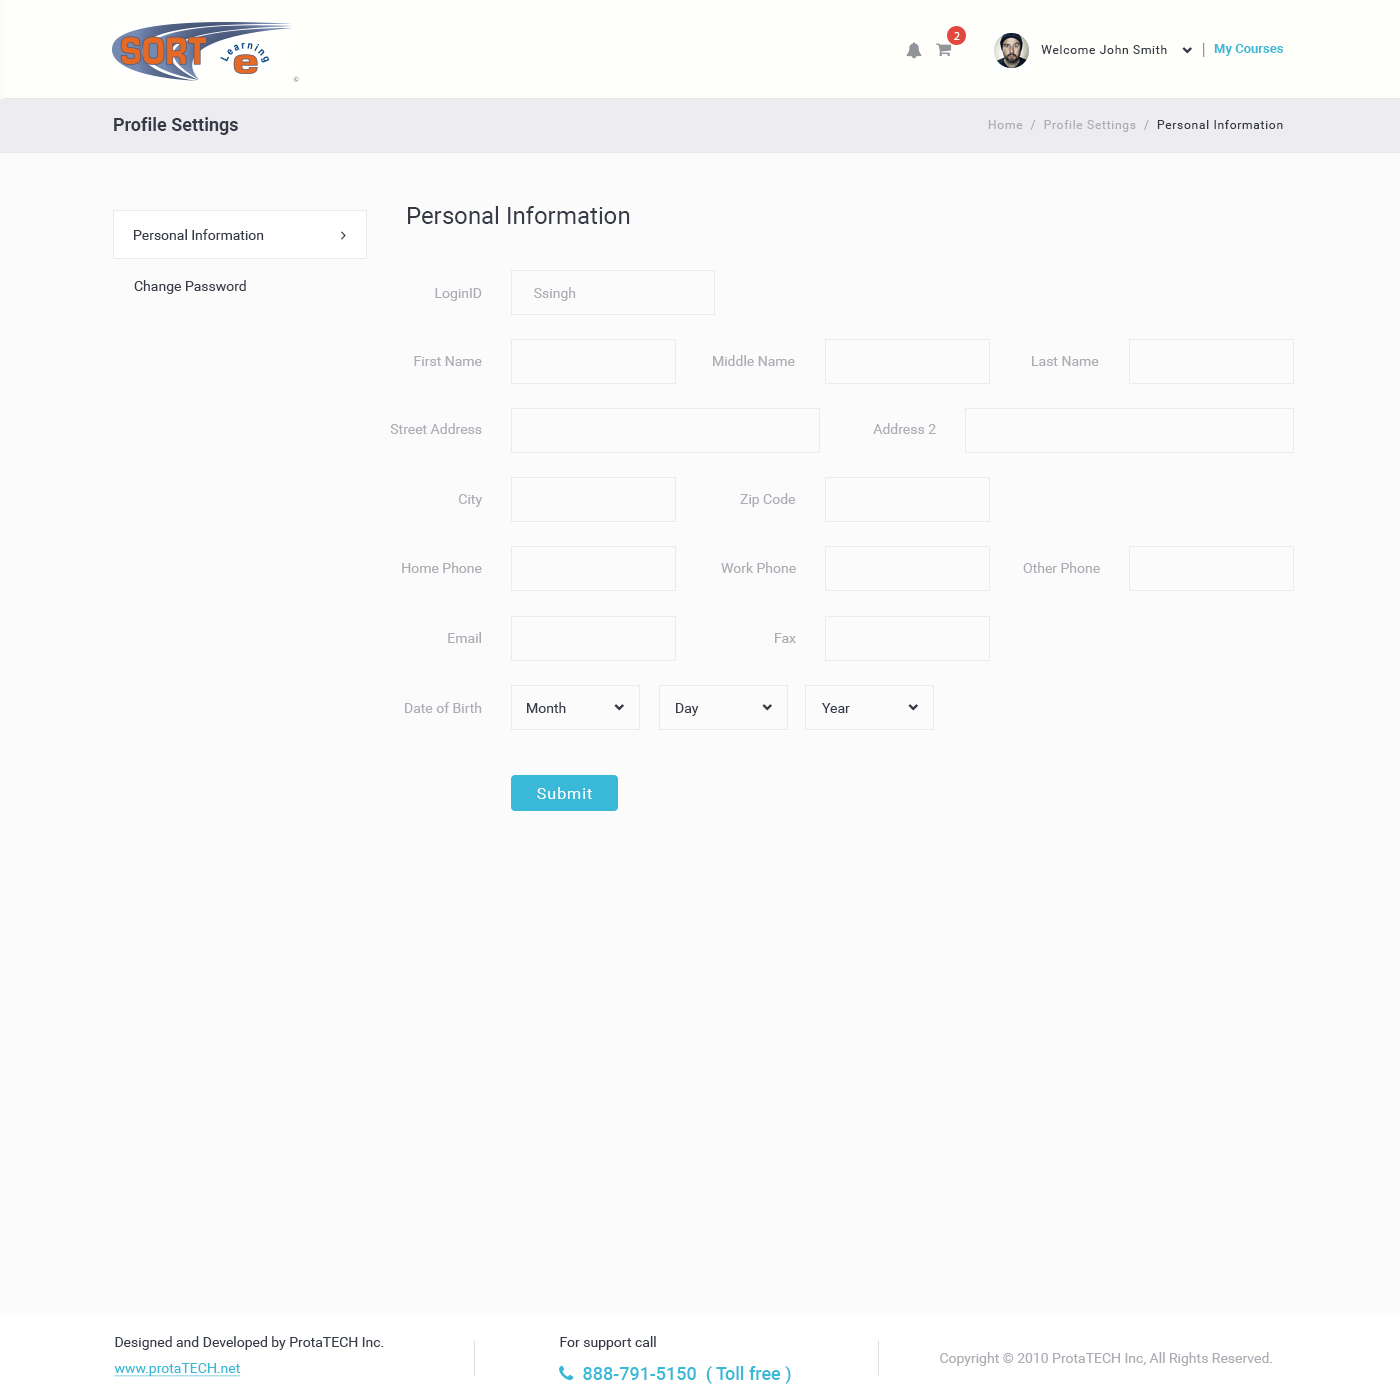 SORT
Learning
e
©
2
Welcome John Smith
|
My Courses
Profile Settings
Home / Profile Settings / Personal Information
Personal Information
Change Password
Personal Information
LoginID
Ssingh
First Name
Middle Name
Last Name
Street Address
Address 2
City
Zip Code
Home Phone
Work Phone
Other Phone
Email
Fax
Date of Birth
Month
Day
Year
Submit
Designed and Developed by ProtaTECH Inc.
www.protaTECH.net
For support call
888-791-5150 ( Toll free )
Copyright © 2010 ProtaTECH Inc, All Rights Reserved.